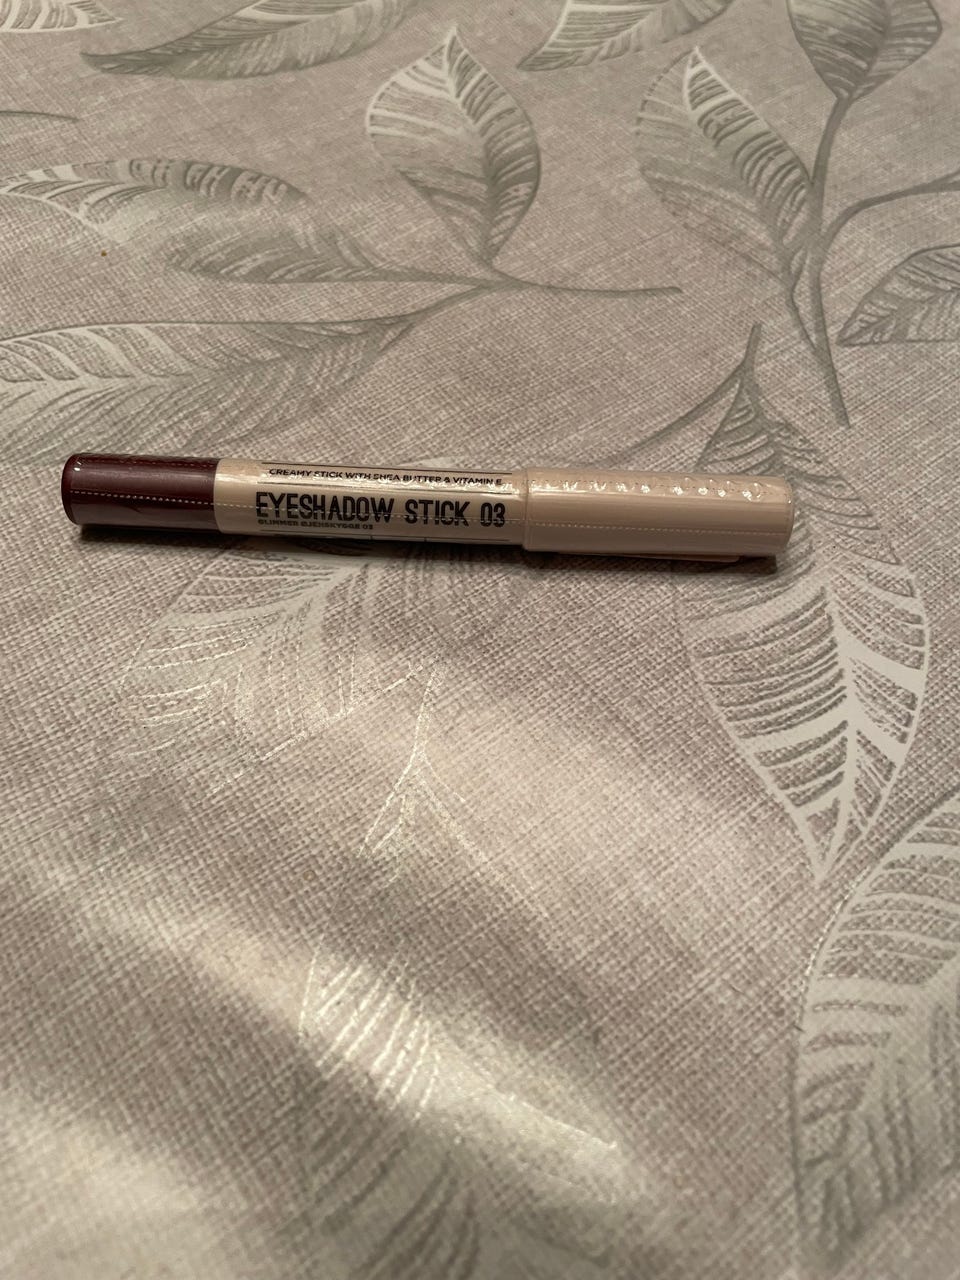 CREAMY STICK WITH SHEA BUTTER & VITAMIN E
EYESHADOW STICK 03
GLIMMER ØJENSKYGGE 03